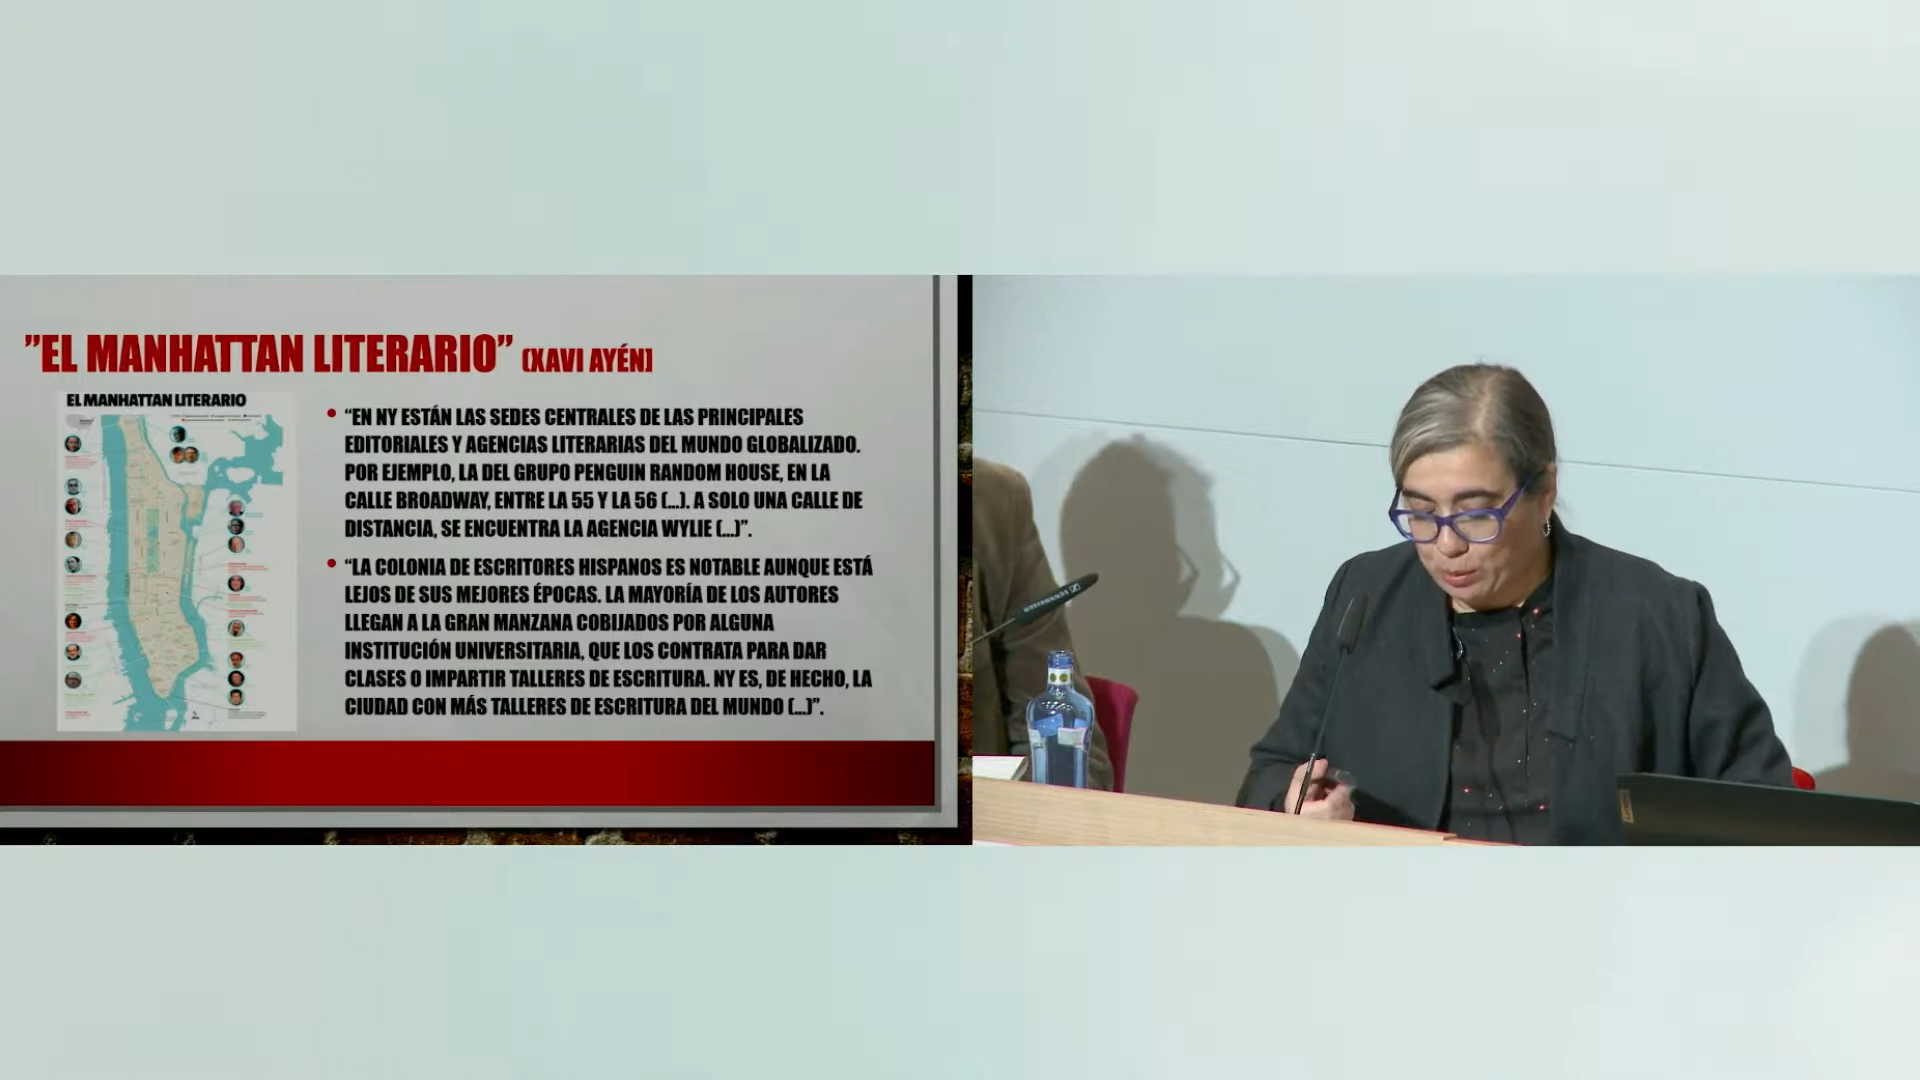 ”EL MANHATTAN LITERARIO” (XAVI AYÉN)
EL MANHATTAN LITERARIO
• “EN NY ESTÁN LAS SEDES CENTRALES DE LAS PRINCIPALES
EDITORIALES Y AGENCIAS LITERARIAS DEL MUNDO GLOBALIZADO.
POR EJEMPLO, LA DEL GRUPO PENGUIN RANDOM HOUSE, EN LA
CALLE BROADWAY, ENTRE LA 55 Y LA 56 (...). A SOLO UNA CALLE DE
DISTANCIA, SE ENCUENTRA LA AGENCIA WYLIE (...)”.
• “LA COLONIA DE ESCRITORES HISPANOS ES NOTABLE AUNQUE ESTÁ
LEJOS DE SUS MEJORES ÉPOCAS. LA MAYORÍA DE LOS AUTORES
LLEGAN A LA GRAN MANZANA COBIJADOS POR ALGUNA
INSTITUCIÓN UNIVERSITARIA, QUE LOS CONTRATA PARA DAR
CLASES O IMPARTIR TALLERES DE ESCRITURA. NY ES, DE HECHO, LA
CIUDAD CON MÁS TALLERES DE ESCRITURA DEL MUNDO (...)”.
SENNHEISER